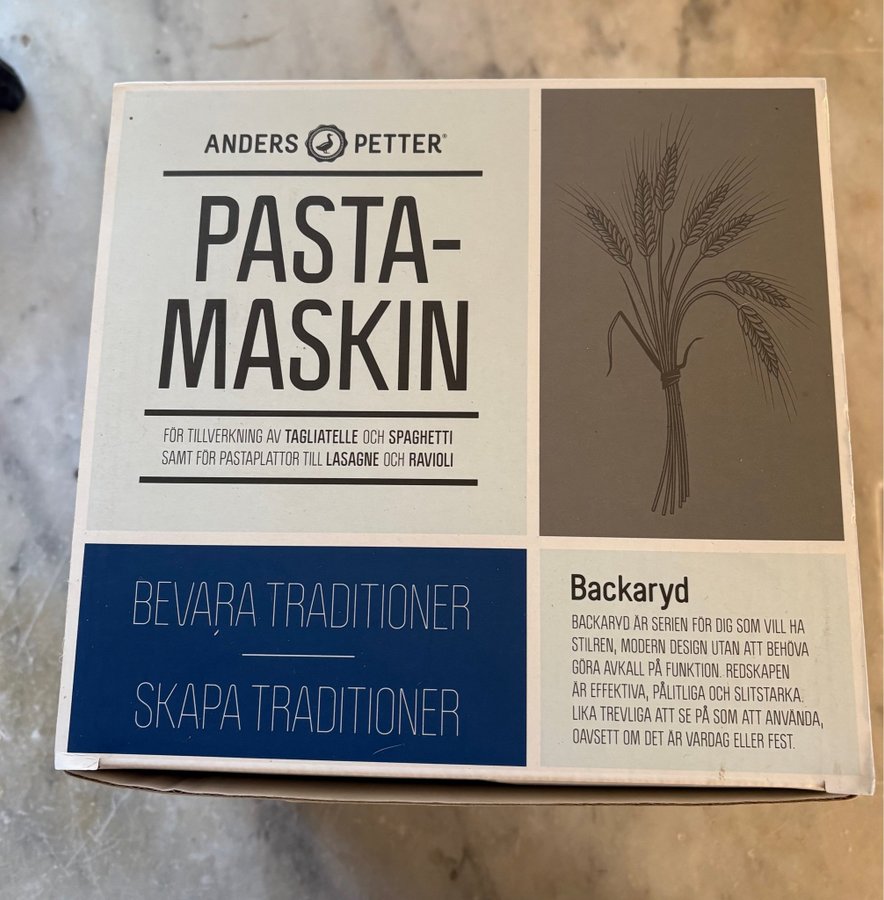 ANDERS PETTER®
PASTA-
MASKIN
FÖR TILLVERKNING AV TAGLIATELLE OCH SPAGHETTI
SAMT FÖR PASTAPLATTOR TILL LASAGNE OCH RAVIOLI
BEVARA TRADITIONER
SKAPA TRADITIONER
Backaryd
BACKARYD ÄR SERIEN FÖR DIG SOM VILL HA
STILREN, MODERN DESIGN UTAN ATT BEHÖVA
GÖRA AVKALL PÅ FUNKTION. REDSKAPEN
ÄR EFFEKTIVA, PÅLITLIGA OCH SLITSTARKA.
LIKA TREVLIGA ATT SE PÅ SOM ATT ANVÄNDA,
OAVSETT OM DET ÄR VARDAG ELLER FEST.